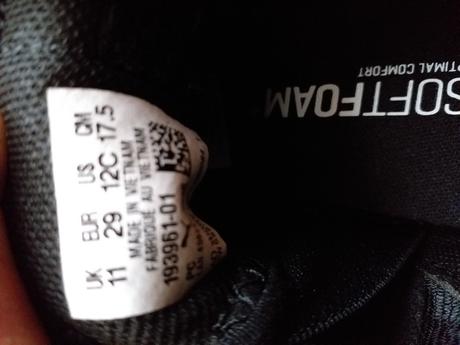 UK EUR US CM
11 29 12C 17.5
MADE IN VIETNAM
FABRIQUE AU VIETNAM
193961-01
SOFTFOAM
OPTIMAL COMFORT